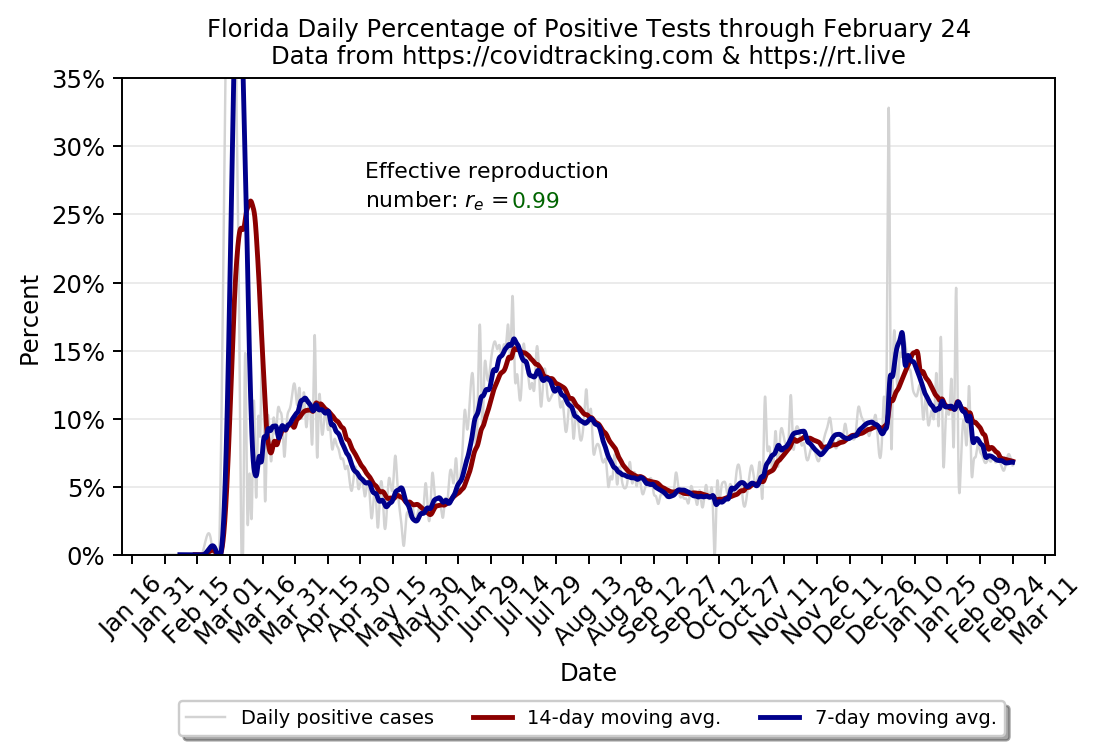 Florida Daily Percentage of Positive Tests through February 24
Data from https://covidtracking.com & https://rt.live
35%
30%
25%
20%
15%
10%
5%
0%
Percent
Effective reproduction
number: rₑ = 0.99
Jan 16
Jan 31
Feb 15
Mar 01
Mar 16
Mar 31
Apr 15
Apr 30
May 15
May 30
Jun 14
Jun 29
Jul 14
Jul 29
Aug 13
Aug 28
Sep 12
Sep 27
Oct 12
Oct 27
Nov 11
Nov 26
Dec 11
Dec 26
Jan 10
Jan 25
Feb 09
Feb 24
Mar 11
Date
Daily positive cases 14-day moving avg. 7-day moving avg.